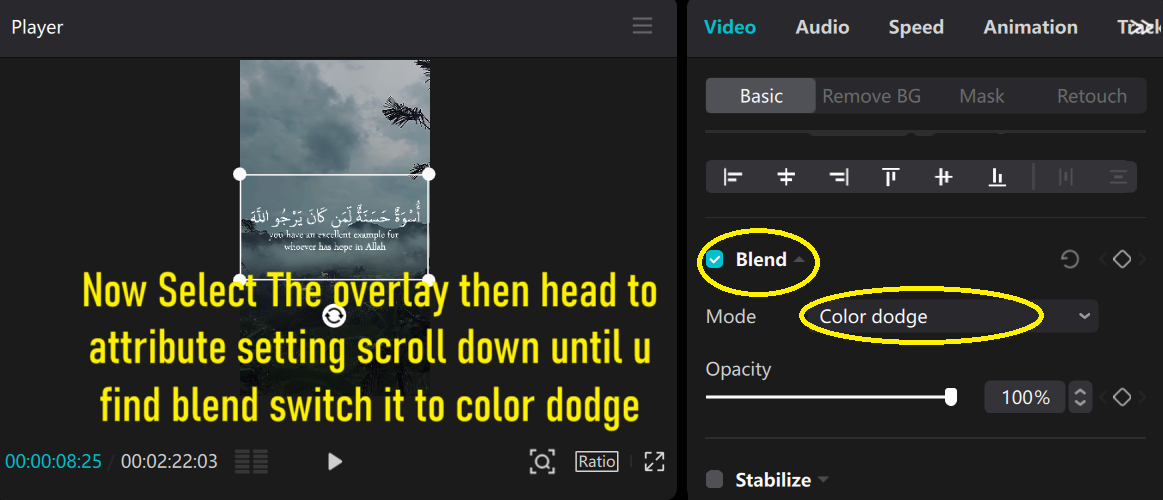 Player
Video Audio Speed Animation Track
Basic Remove BG Mask Retouch
أُسْوَةٌ حَسَنَةٌ لِّمَن كَانَ يَرْجُو اللَّهَ
you have an excellent example for
whoever has hope in Allah
Now Select The overlay then head to
attribute setting scroll down until u
find blend switch it to color dodge
00:00:08:25 / 00:02:22:03
Ratio
Blend
Mode Color dodge
Opacity
100%
Stabilize